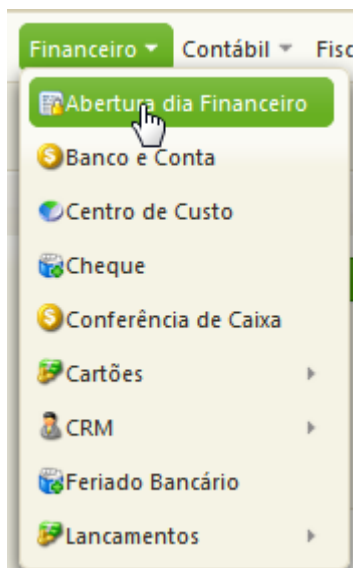 Financeiro Contábil Fisc
Abertura dia Financeiro
Banco e Conta
Centro de Custo
Cheque
Conferência de Caixa
Cartões
CRM
Feriado Bancário
Lancamentos